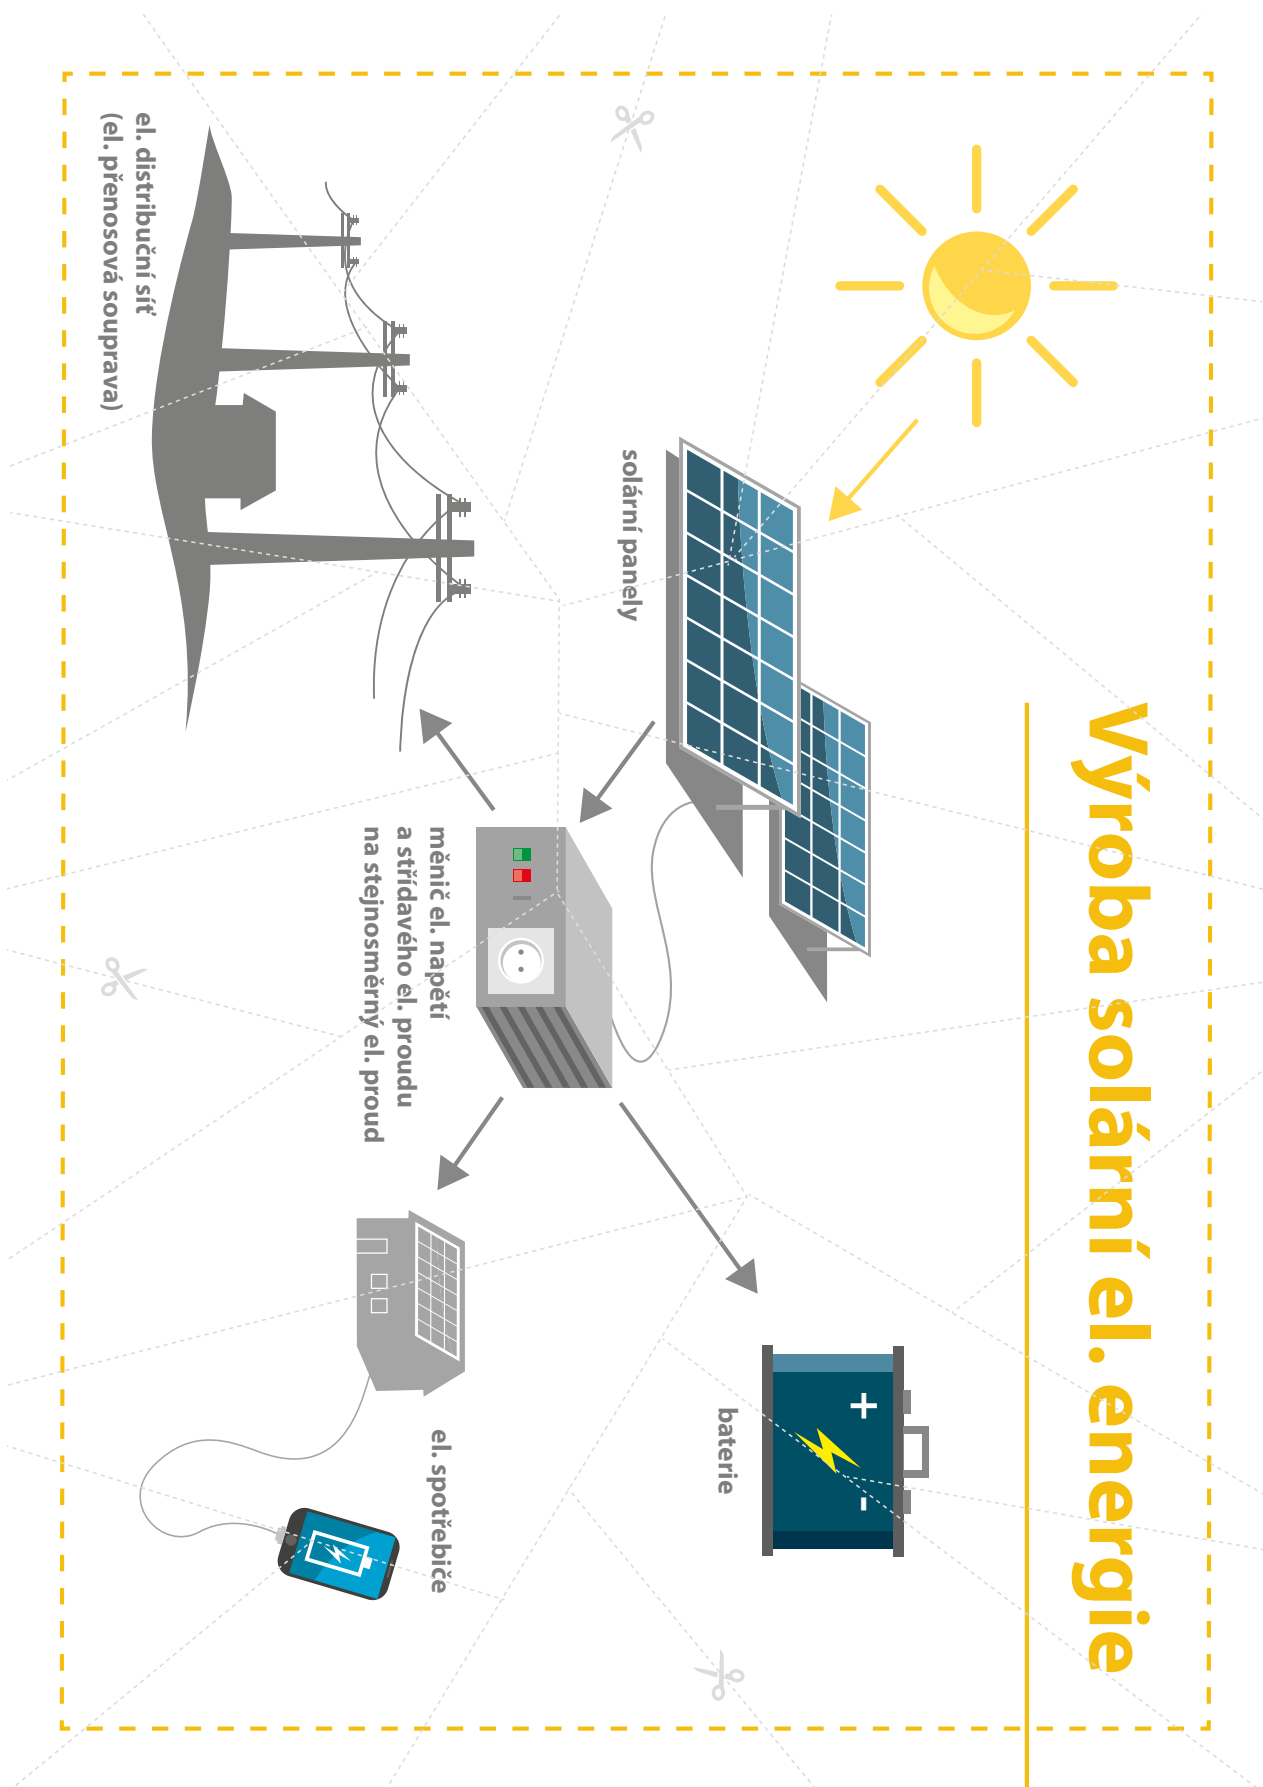 Výroba solární el. energie
solární panely
baterie
+
-
měnič el. napětí
a střídavého el. proudu
na stejnosměrný el. proud
el. distribuční síť
(el. přenosová souprava)
el. spotřebiče